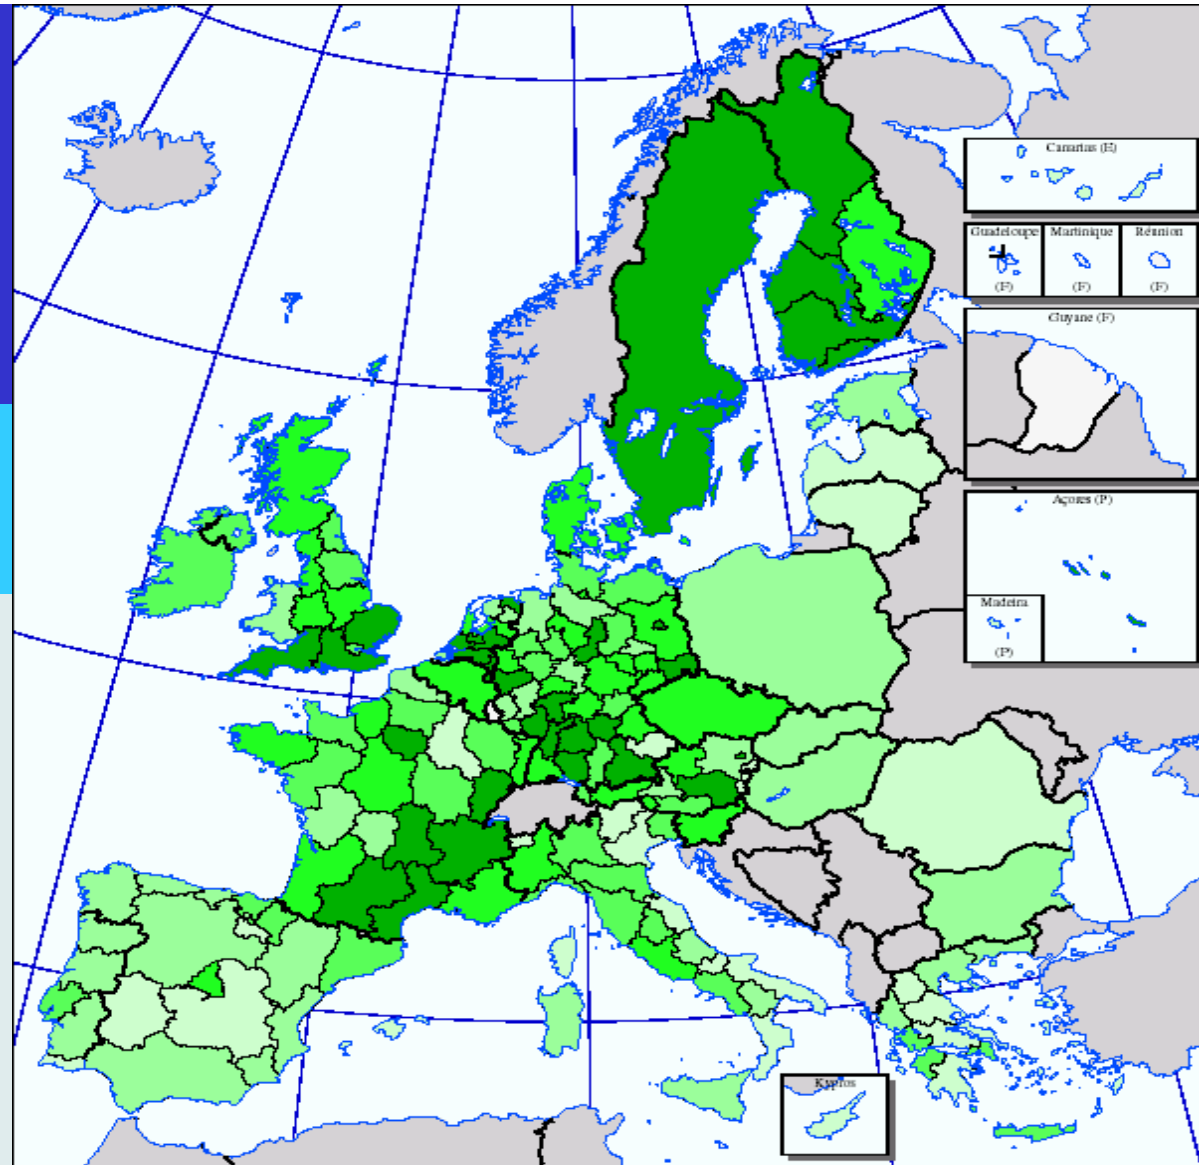 Canarias (E)
Guadeloupe
(F)
Martinique
(F)
Réunion
(F)
Guyane (F)
Açores (P)
Madeira
(P)
Kypros